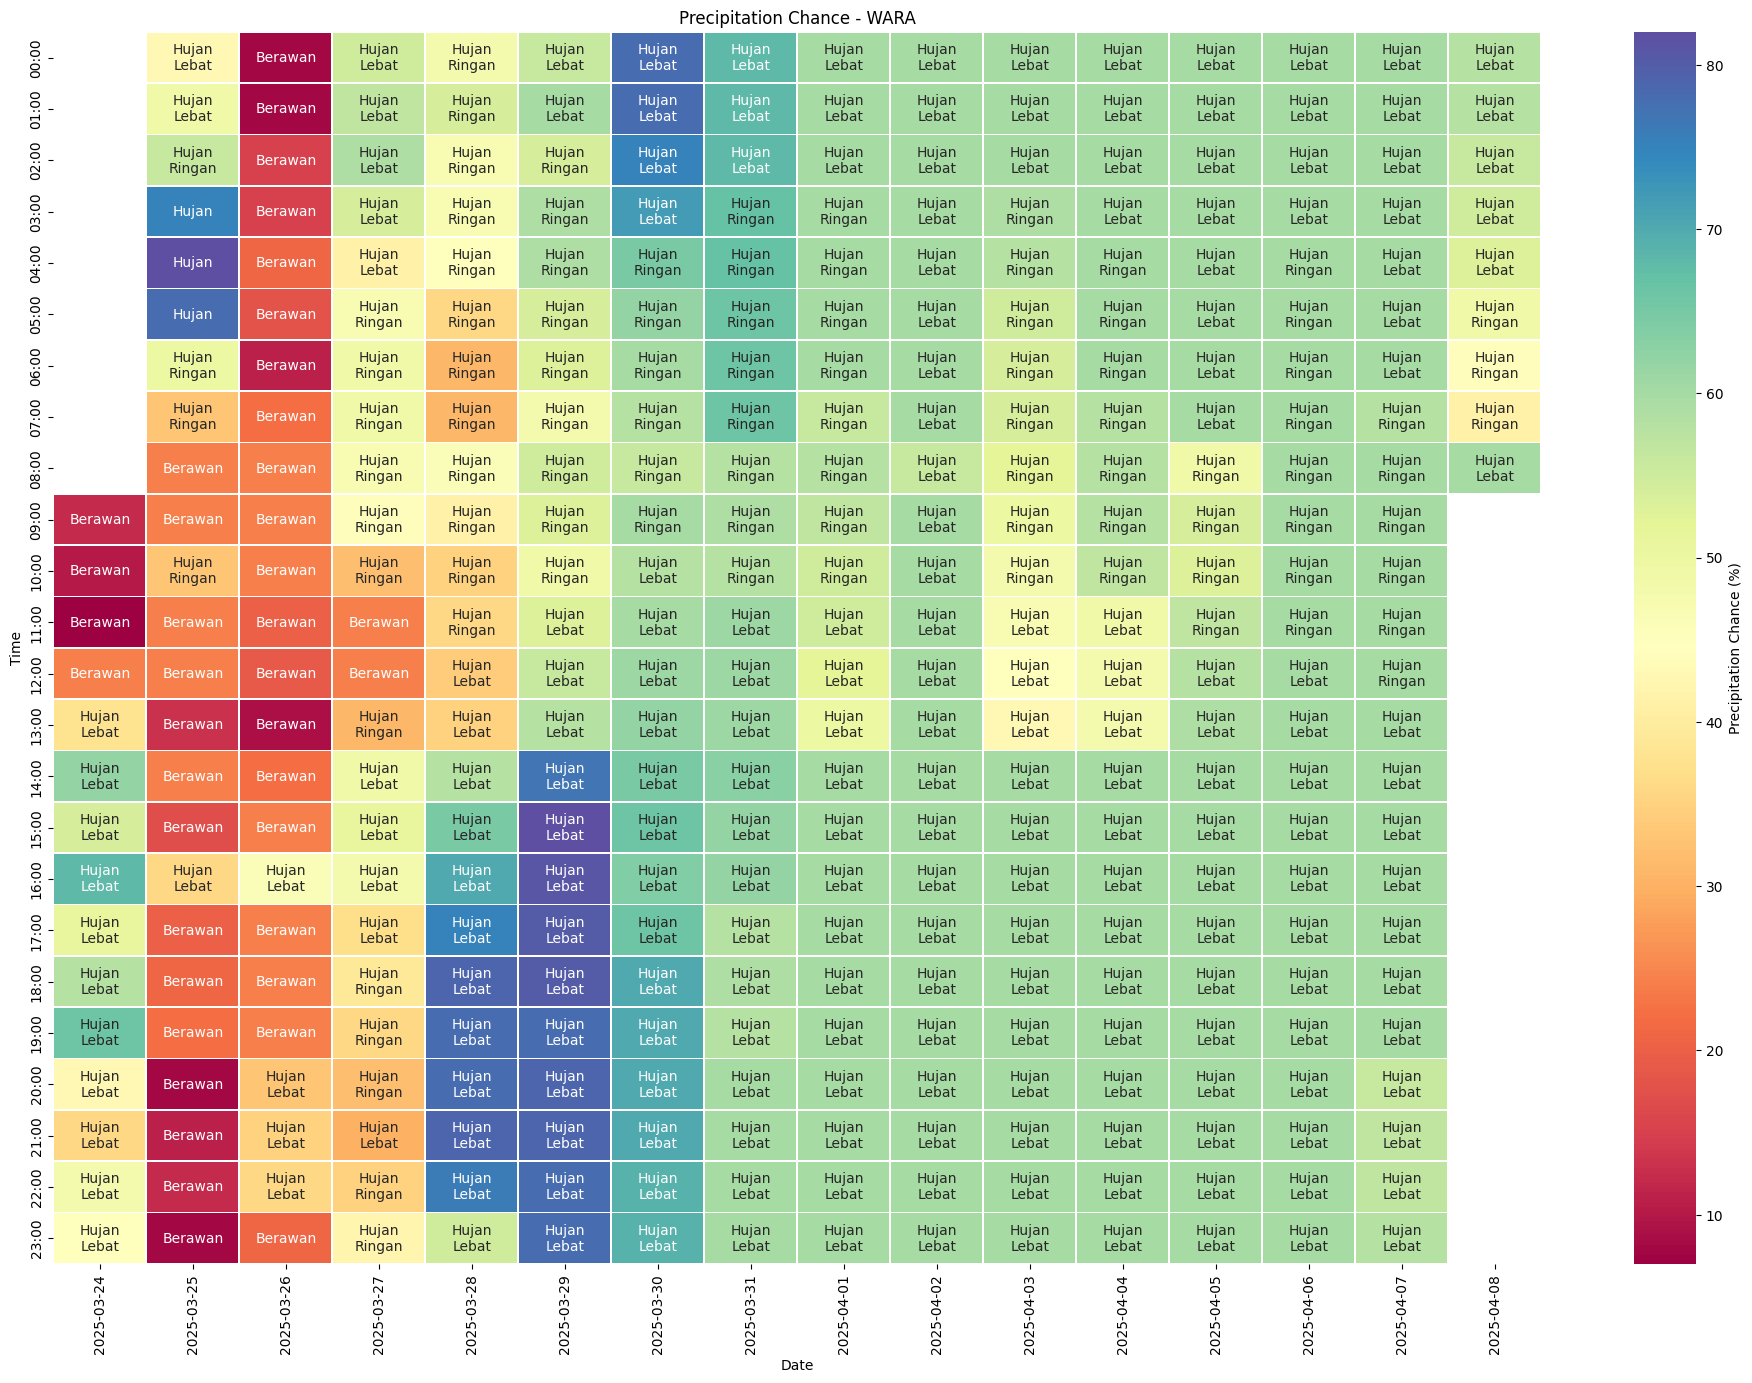 Precipitation Chance - WARA
00:00 Hujan Lebat Berawan Hujan Lebat Hujan Ringan Hujan Lebat Hujan Lebat Hujan Lebat Hujan Lebat Hujan Lebat Hujan Lebat Hujan Lebat Hujan Lebat Hujan Lebat Hujan Lebat Hujan Lebat
01:00 Hujan Lebat Berawan Hujan Lebat Hujan Ringan Hujan Lebat Hujan Lebat Hujan Lebat Hujan Lebat Hujan Lebat Hujan Lebat Hujan Lebat Hujan Lebat Hujan Lebat Hujan Lebat Hujan Lebat
02:00 Hujan Ringan Berawan Hujan Lebat Hujan Ringan Hujan Ringan Hujan Lebat Hujan Lebat Hujan Lebat Hujan Lebat Hujan Lebat Hujan Lebat Hujan Lebat Hujan Lebat Hujan Lebat Hujan Lebat
03:00 Hujan Berawan Hujan Lebat Hujan Ringan Hujan Ringan Hujan Lebat Hujan Ringan Hujan Ringan Hujan Lebat Hujan Ringan Hujan Lebat Hujan Lebat Hujan Lebat Hujan Lebat Hujan Lebat
04:00 Hujan Berawan Hujan Lebat Hujan Ringan Hujan Ringan Hujan Ringan Hujan Ringan Hujan Ringan Hujan Lebat Hujan Ringan Hujan Ringan Hujan Lebat Hujan Ringan Hujan Lebat Hujan Lebat
05:00 Hujan Berawan Hujan Ringan Hujan Ringan Hujan Ringan Hujan Ringan Hujan Ringan Hujan Ringan Hujan Lebat Hujan Ringan Hujan Ringan Hujan Lebat Hujan Ringan Hujan Lebat Hujan Ringan
06:00 Hujan Ringan Berawan Hujan Ringan Hujan Ringan Hujan Ringan Hujan Ringan Hujan Ringan Hujan Ringan Hujan Lebat Hujan Ringan Hujan Ringan Hujan Lebat Hujan Ringan Hujan Lebat Hujan Ringan
07:00 Hujan Ringan Berawan Hujan Ringan Hujan Ringan Hujan Ringan Hujan Ringan Hujan Ringan Hujan Ringan Hujan Lebat Hujan Ringan Hujan Ringan Hujan Lebat Hujan Ringan Hujan Ringan Hujan Ringan
08:00 Berawan Berawan Hujan Ringan Hujan Ringan Hujan Ringan Hujan Ringan Hujan Ringan Hujan Ringan Hujan Lebat Hujan Ringan Hujan Ringan Hujan Ringan Hujan Ringan Hujan Ringan Hujan Lebat
09:00 Berawan Berawan Berawan Hujan Ringan Hujan Ringan Hujan Ringan Hujan Ringan Hujan Ringan Hujan Ringan Hujan Lebat Hujan Ringan Hujan Ringan Hujan Ringan Hujan Ringan Hujan Ringan
10:00 Berawan Hujan Ringan Berawan Hujan Ringan Hujan Ringan Hujan Ringan Hujan Lebat Hujan Ringan Hujan Ringan Hujan Lebat Hujan Ringan Hujan Ringan Hujan Ringan Hujan Ringan Hujan Ringan
11:00 Berawan Berawan Berawan Berawan Hujan Ringan Hujan Lebat Hujan Lebat Hujan Lebat Hujan Lebat Hujan Lebat Hujan Lebat Hujan Lebat Hujan Ringan Hujan Ringan Hujan Ringan
12:00 Berawan Berawan Berawan Berawan Hujan Lebat Hujan Lebat Hujan Lebat Hujan Lebat Hujan Lebat Hujan Lebat Hujan Lebat Hujan Lebat Hujan Lebat Hujan Lebat Hujan Ringan
13:00 Hujan Lebat Berawan Berawan Hujan Ringan Hujan Lebat Hujan Lebat Hujan Lebat Hujan Lebat Hujan Lebat Hujan Lebat Hujan Lebat Hujan Lebat Hujan Lebat Hujan Lebat Hujan Lebat
14:00 Hujan Lebat Berawan Berawan Hujan Lebat Hujan Lebat Hujan Lebat Hujan Lebat Hujan Lebat Hujan Lebat Hujan Lebat Hujan Lebat Hujan Lebat Hujan Lebat Hujan Lebat Hujan Lebat
15:00 Hujan Lebat Berawan Berawan Hujan Lebat Hujan Lebat Hujan Lebat Hujan Lebat Hujan Lebat Hujan Lebat Hujan Lebat Hujan Lebat Hujan Lebat Hujan Lebat Hujan Lebat Hujan Lebat
16:00 Hujan Lebat Hujan Lebat Hujan Lebat Hujan Lebat Hujan Lebat Hujan Lebat Hujan Lebat Hujan Lebat Hujan Lebat Hujan Lebat Hujan Lebat Hujan Lebat Hujan Lebat Hujan Lebat Hujan Lebat
17:00 Hujan Lebat Berawan Berawan Hujan Lebat Hujan Lebat Hujan Lebat Hujan Lebat Hujan Lebat Hujan Lebat Hujan Lebat Hujan Lebat Hujan Lebat Hujan Lebat Hujan Lebat Hujan Lebat
18:00 Hujan Lebat Berawan Berawan Hujan Ringan Hujan Lebat Hujan Lebat Hujan Lebat Hujan Lebat Hujan Lebat Hujan Lebat Hujan Lebat Hujan Lebat Hujan Lebat Hujan Lebat Hujan Lebat
19:00 Hujan Lebat Berawan Berawan Hujan Ringan Hujan Lebat Hujan Lebat Hujan Lebat Hujan Lebat Hujan Lebat Hujan Lebat Hujan Lebat Hujan Lebat Hujan Lebat Hujan Lebat Hujan Lebat
20:00 Hujan Lebat Berawan Hujan Lebat Hujan Ringan Hujan Lebat Hujan Lebat Hujan Lebat Hujan Lebat Hujan Lebat Hujan Lebat Hujan Lebat Hujan Lebat Hujan Lebat Hujan Lebat Hujan Lebat
21:00 Hujan Lebat Berawan Hujan Lebat Hujan Lebat Hujan Lebat Hujan Lebat Hujan Lebat Hujan Lebat Hujan Lebat Hujan Lebat Hujan Lebat Hujan Lebat Hujan Lebat Hujan Lebat Hujan Lebat
22:00 Hujan Lebat Berawan Hujan Lebat Hujan Ringan Hujan Lebat Hujan Lebat Hujan Lebat Hujan Lebat Hujan Lebat Hujan Lebat Hujan Lebat Hujan Lebat Hujan Lebat Hujan Lebat Hujan Lebat
23:00 Hujan Lebat Berawan Berawan Hujan Ringan Hujan Lebat Hujan Lebat Hujan Lebat Hujan Lebat Hujan Lebat Hujan Lebat Hujan Lebat Hujan Lebat Hujan Lebat Hujan Lebat Hujan Lebat
2025-03-24 2025-03-25 2025-03-26 2025-03-27 2025-03-28 2025-03-29 2025-03-30 2025-03-31 2025-04-01 2025-04-02 2025-04-03 2025-04-04 2025-04-05 2025-04-06 2025-04-07 2025-04-08
Time
Date
80
70
60
50
40
30
20
10
Precipitation Chance (%)